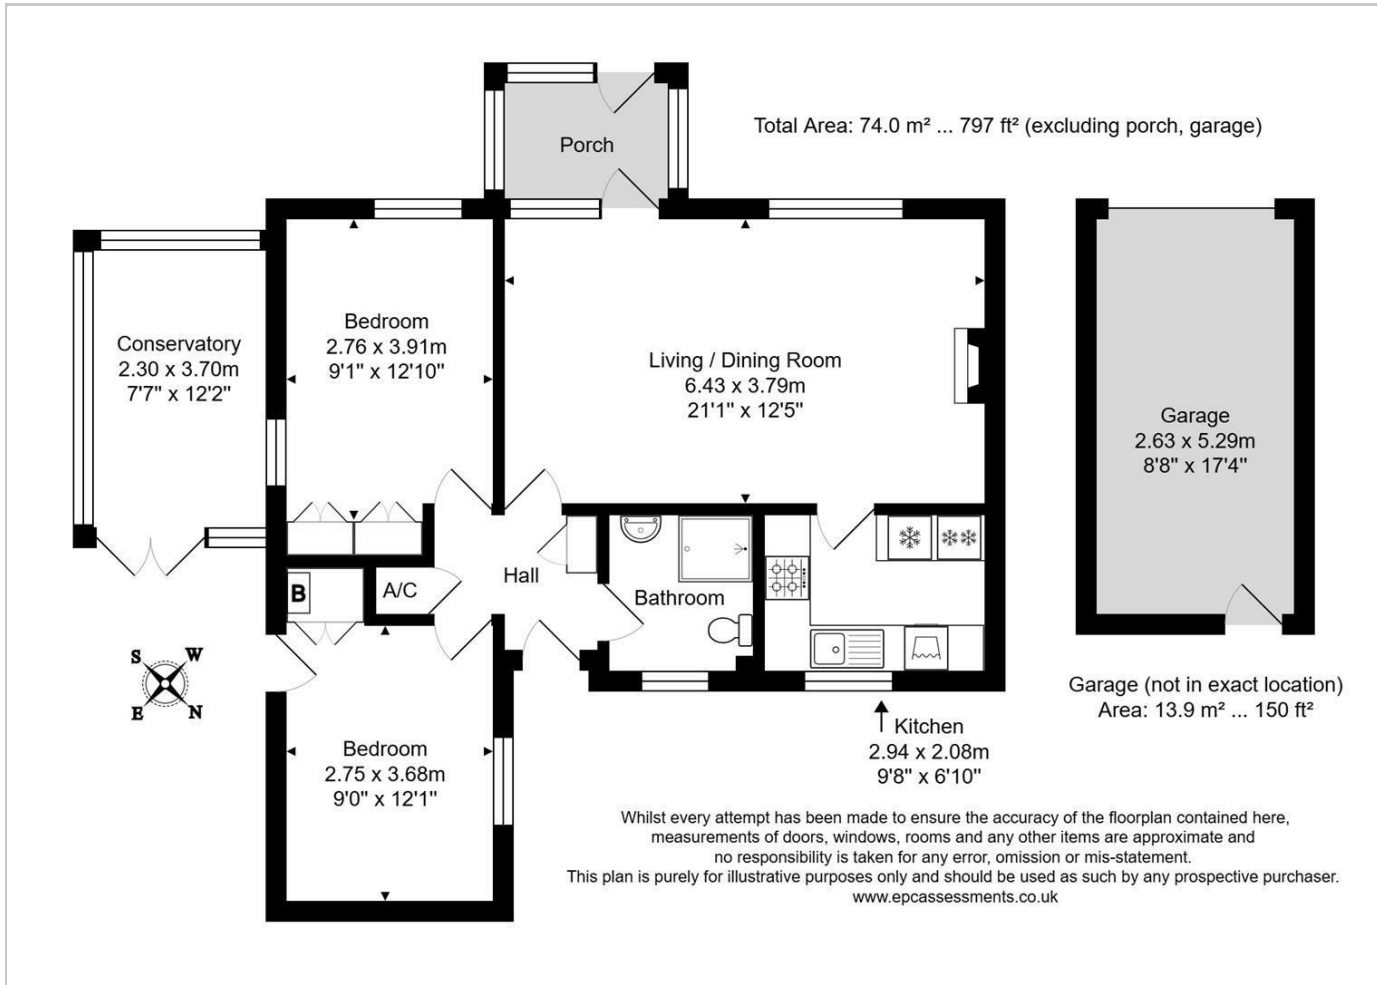 Porch
Total Area: 74.0 m² ... 797 ft² (excluding porch, garage)
Conservatory
2.30 x 3.70m
7'7" x 12'2"
Bedroom
2.76 x 3.91m
9'1" x 12'10"
Living / Dining Room
6.43 x 3.79m
21'1" x 12'5"
Garage
2.63 x 5.29m
8'8" x 17'4"
B
A/C
Hall
Bathroom
S
W
E
N
Garage (not in exact location)
Area: 13.9 m² ... 150 ft²
Bedroom
2.75 x 3.68m
9'0" x 12'1"
Kitchen
2.94 x 2.08m
9'8" x 6'10"
Whilst every attempt has been made to ensure the accuracy of the floorplan contained here,
measurements of doors, windows, rooms and any other items are approximate and
no responsibility is taken for any error, omission or mis-statement.
This plan is purely for illustrative purposes only and should be used as such by any prospective purchaser.
www.epcassessments.co.uk